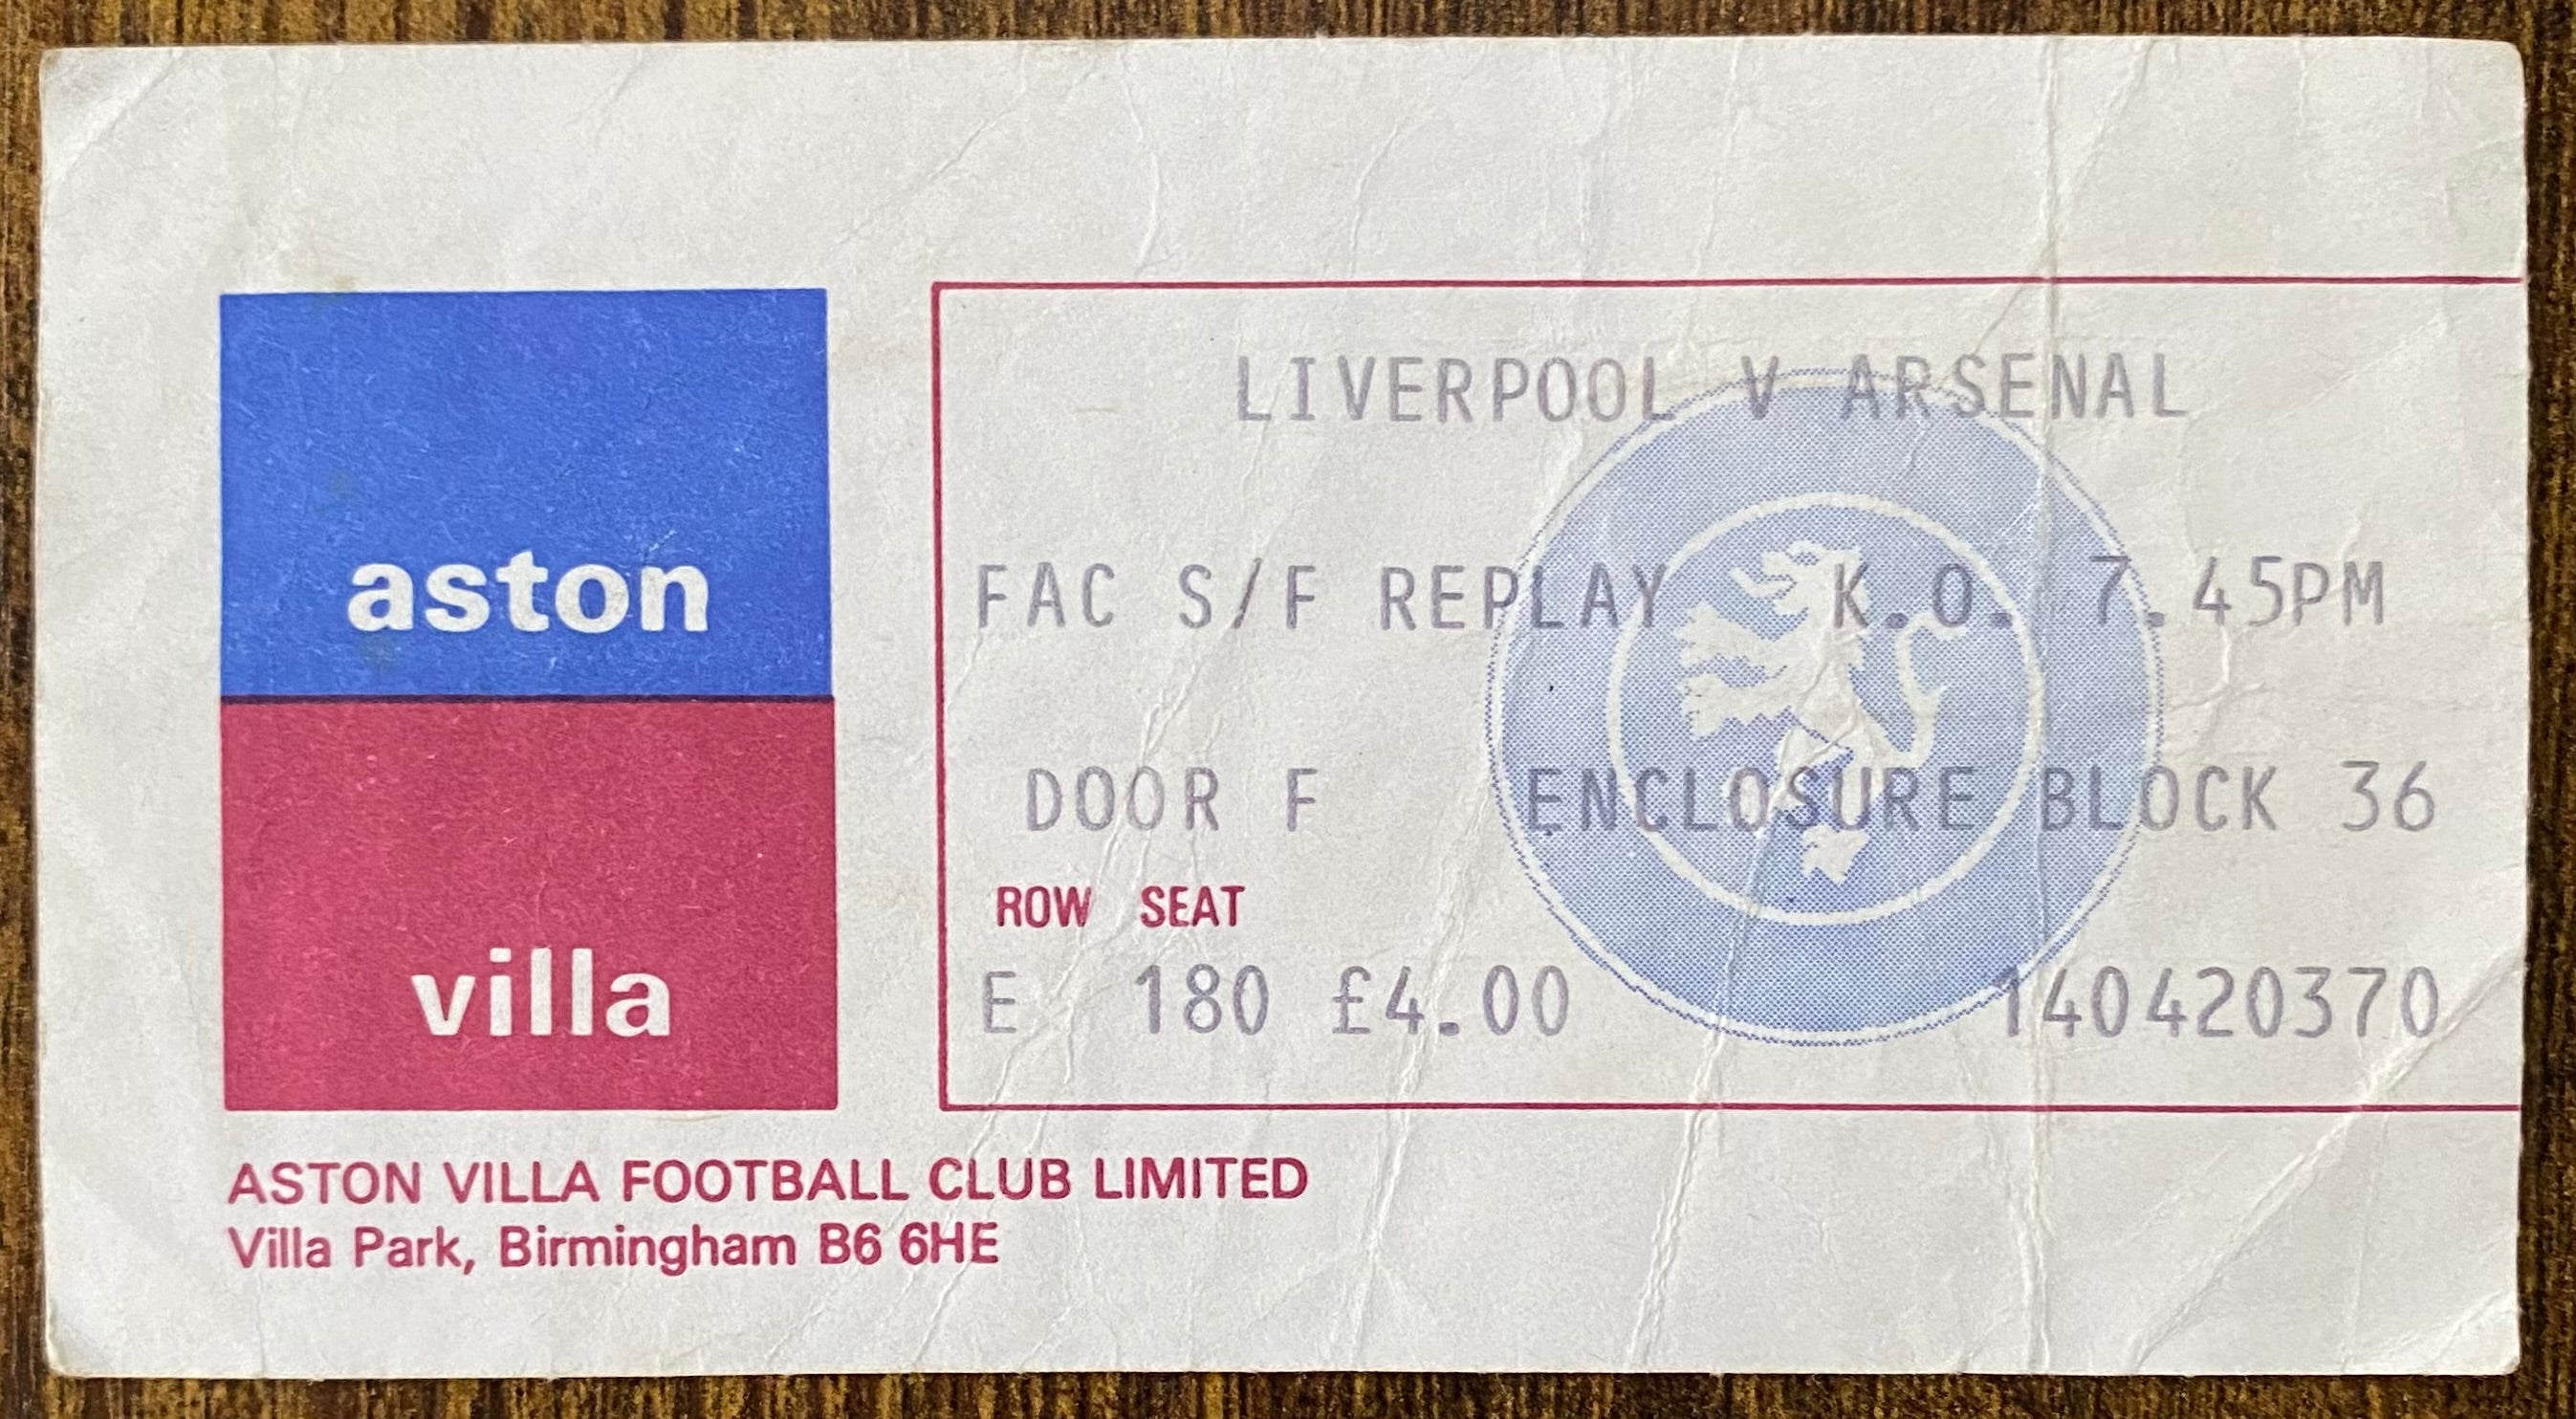 aston
villa
LIVERPOOL V ARSENAL
FAC S/F REPLAY K.O. 7.45PM
DOOR F ENCLOSURE BLOCK 36
ROW SEAT
E 180 £4.00 140420370
ASTON VILLA FOOTBALL CLUB LIMITED
Villa Park, Birmingham B6 6HE